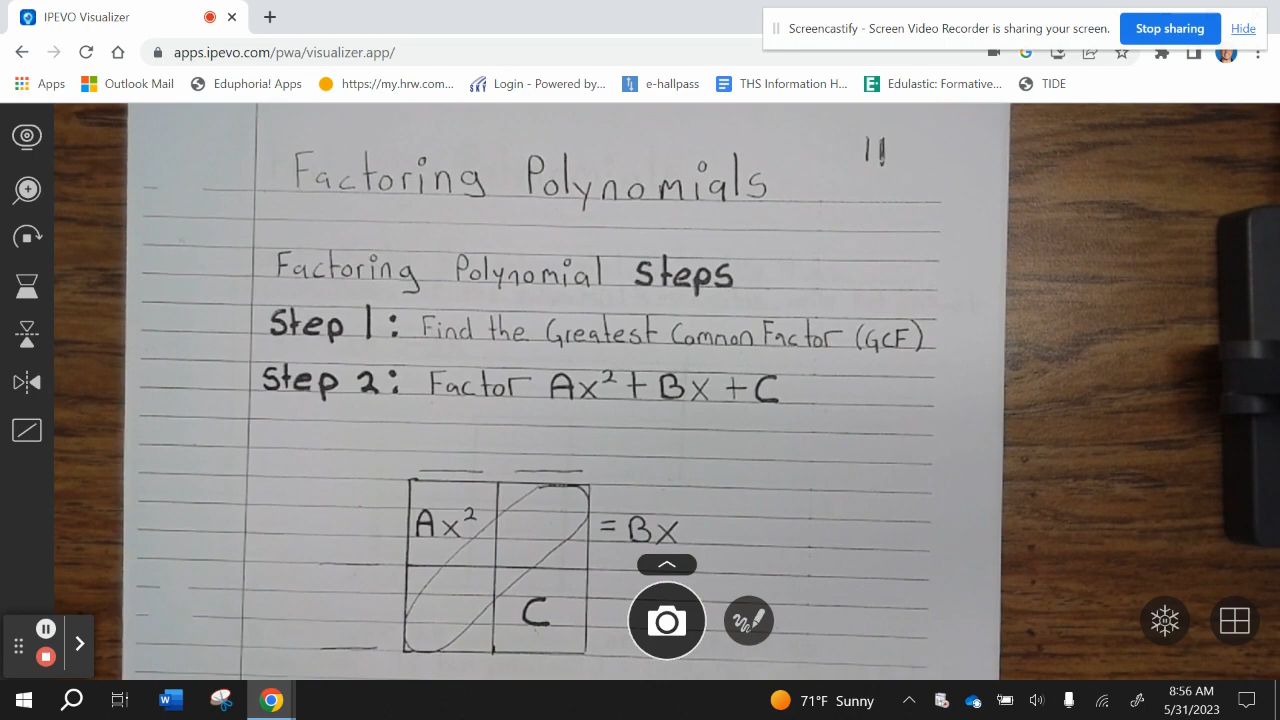 IPEVO Visualizer
Screencastify - Screen Video Recorder is sharing your screen.
Stop sharing
Hide
apps.ipevo.com/pwa/visualizer.app/
Apps
Outlook Mail
Eduphoria! Apps
https://my.hrw.com...
Login - Powered by...
e-hallpass
THS Information H...
Edulastic: Formative...
TIDE
11
Factoring Polynomials
Factoring Polynomial Steps
Step 1: Find the Greatest Common Factor (GCF)
Step 2: Factor Ax² + Bx + C
Ax²
= Bx
C
71°F Sunny
8:56 AM
5/31/2023